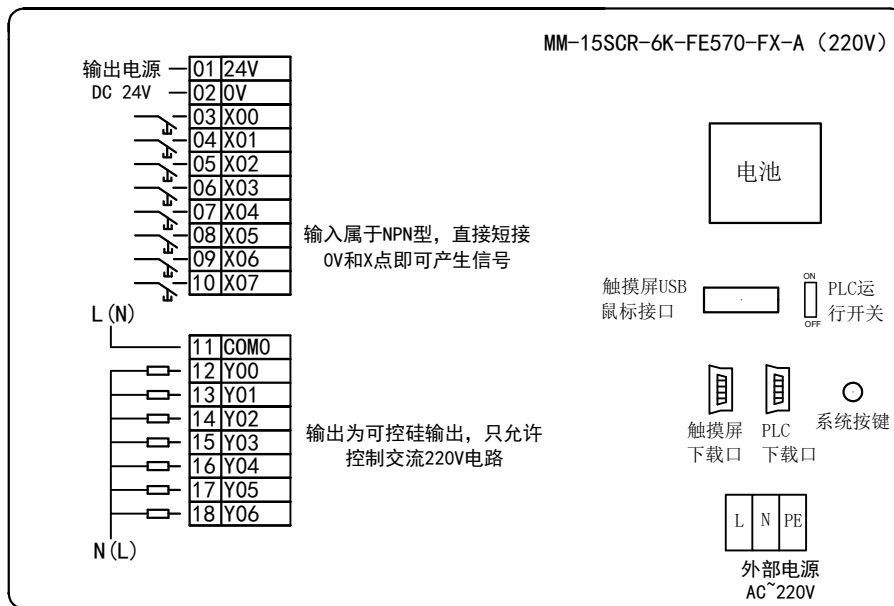 MM-15SCR-6K-FE570-FX-A（220V）
输出电源
DC 24V
01 24V
02 0V
03 X00
04 X01
05 X02
06 X03
07 X04
08 X05
09 X06
10 X07
输入属于NPN型，直接短接
0V和X点即可产生信号
L(N)
11 COM0
12 Y00
13 Y01
14 Y02
15 Y03
16 Y04
17 Y05
18 Y06
N(L)
输出为可控硅输出，只允许
控制交流220V电路
电池
触摸屏USB
鼠标接口
ON
OFF
PLC运
行开关
触摸屏
下载口
PLC
下载口
系统按键
L N PE
外部电源
AC~220V